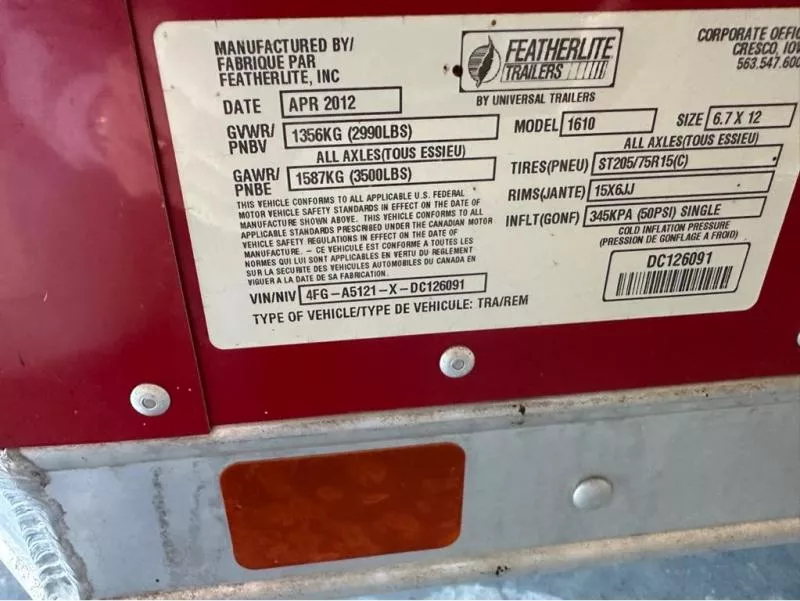 MANUFACTURED BY/
FABRIQUE PAR
FEATHERLITE, INC
FEATHERLITE
TRAILERS
BY UNIVERSAL TRAILERS
CORPORATE OFFIC
CRESCO, IOW
563.547.600
DATE APR 2012
GVWR/
PNBV 1356KG (2990LBS)
MODEL 1610 SIZE 6.7 X 12
ALL AXLES(TOUS ESSIEU)
GAWR/
PNBE 1587KG (3500LBS)
ALL AXLES(TOUS ESSIEU)
TIRES(PNEU) ST205/75R15(C)
RIMS(JANTE) 15X6JJ
INFLT(GONF) 345KPA (50PSI) SINGLE
COLD INFLATION PRESSURE
(PRESSION DE GONFLAGE A FROID)
THIS VEHICLE CONFORMS TO ALL APPLICABLE U.S. FEDERAL
MOTOR VEHICLE SAFETY STANDARDS IN EFFECT ON THE DATE OF
MANUFACTURE SHOWN ABOVE. THIS VEHICLE CONFORMS TO ALL
APPLICABLE STANDARDS PRESCRIBED UNDER THE CANADIAN MOTOR
VEHICLE SAFETY REGULATIONS IN EFFECT ON THE DATE OF
MANUFACTURE. – CE VEHICULE EST CONFORME A TOUTES LES
NORMES QUI LUI SONT APPLICABLES EN VERTU DU REGLEMENT
SUR LA SECURITE DES VEHICULES AUTOMOBILES DU CANADA EN
VIGUER A LA DATE DE SA FABRICATION.
DC126091
VIN/NIV 4FG-A5121-X-DC126091
TYPE OF VEHICLE/TYPE DE VEHICULE: TRA/REM